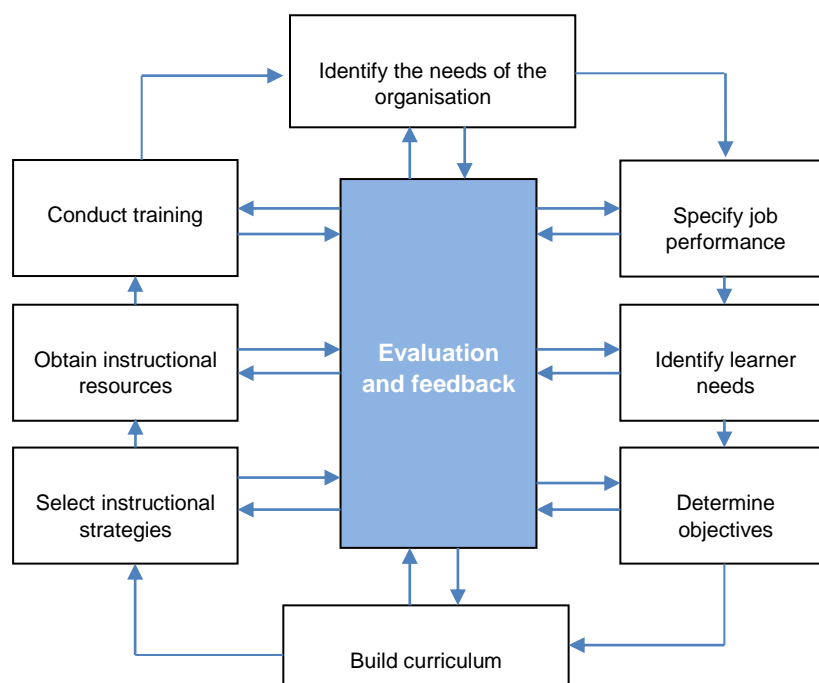 Identify the needs of the
organisation
Conduct training
Specify job
performance
Obtain instructional
resources
Evaluation
and feedback
Identify learner
needs
Select instructional
strategies
Determine
objectives
Build curriculum